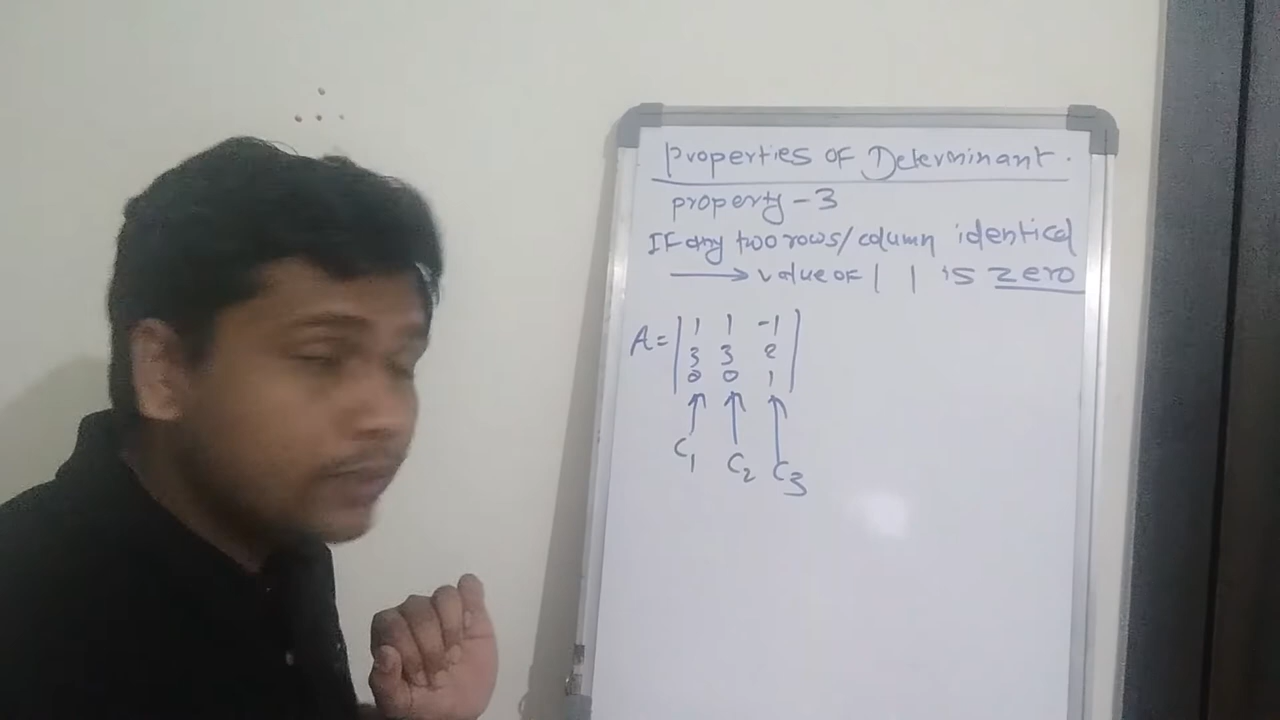 Properties of Determinant.
property - 3
If any two rows/column identical
→ value of | | is zero
A = | 1 1 -1 |
| 3 3 2 |
| 0 0 1 |
C1 C2 C3